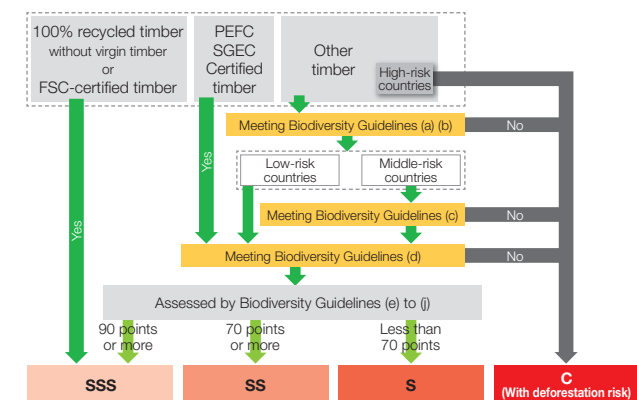 100% recycled timber
without virgin timber
or
FSC-certified timber
PEFC
SGEC
Certified
timber
Other
timber
High-risk
countries
Meeting Biodiversity Guidelines (a) (b)
No
Yes
Low-risk
countries
Middle-risk
countries
Yes
Meeting Biodiversity Guidelines (c)
No
Meeting Biodiversity Guidelines (d)
No
Assessed by Biodiversity Guidelines (e) to (j)
90 points
or more
70 points
or more
Less than
70 points
SSS
SS
S
C
(With deforestation risk)